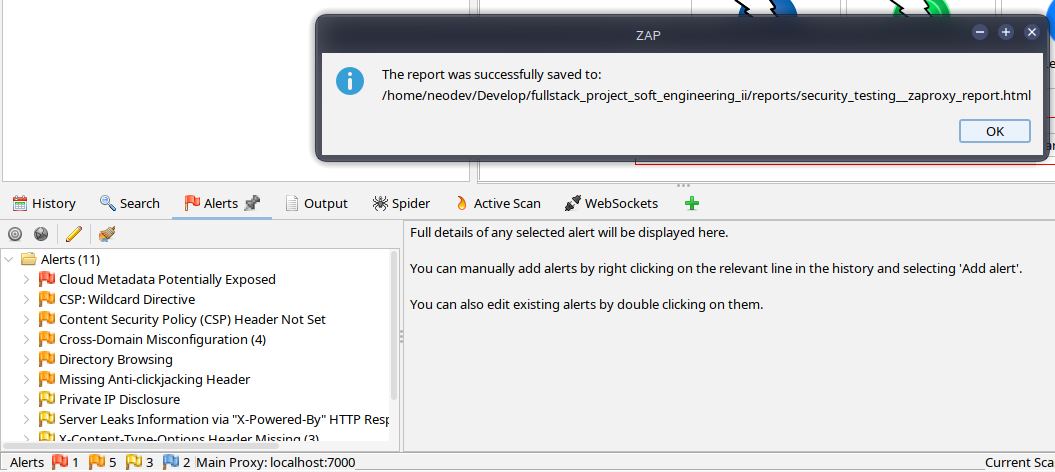 ZAP
The report was successfully saved to:
/home/neodev/Develop/fullstack_project_soft_engineering_ii/reports/security_testing__zaproxy_report.html
OK
History Search Alerts Output Spider Active Scan WebSockets
Alerts (11)
Cloud Metadata Potentially Exposed
CSP: Wildcard Directive
Content Security Policy (CSP) Header Not Set
Cross-Domain Misconfiguration (4)
Directory Browsing
Missing Anti-clickjacking Header
Private IP Disclosure
Server Leaks Information via "X-Powered-By" HTTP Resp
X-Content-Type-Options Header Missing (3)
Full details of any selected alert will be displayed here.
You can manually add alerts by right clicking on the relevant line in the history and selecting 'Add alert'.
You can also edit existing alerts by double clicking on them.
Alerts 1 5 3 2 Main Proxy: localhost:7000
Current Sca